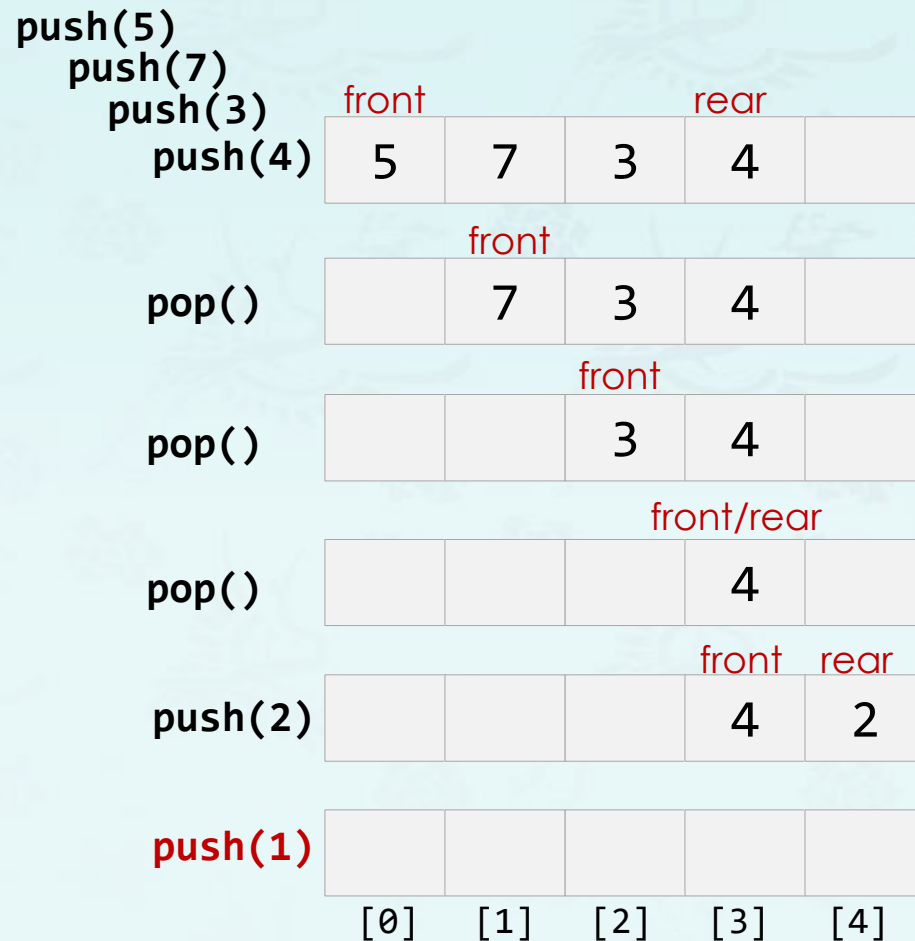 push(5)
push(7)
push(3)
front rear
push(4) 5 7 3 4
front
pop() 7 3 4
front
pop() 3 4
front/rear
pop() 4
front rear
push(2) 4 2
push(1)
[0] [1] [2] [3] [4]